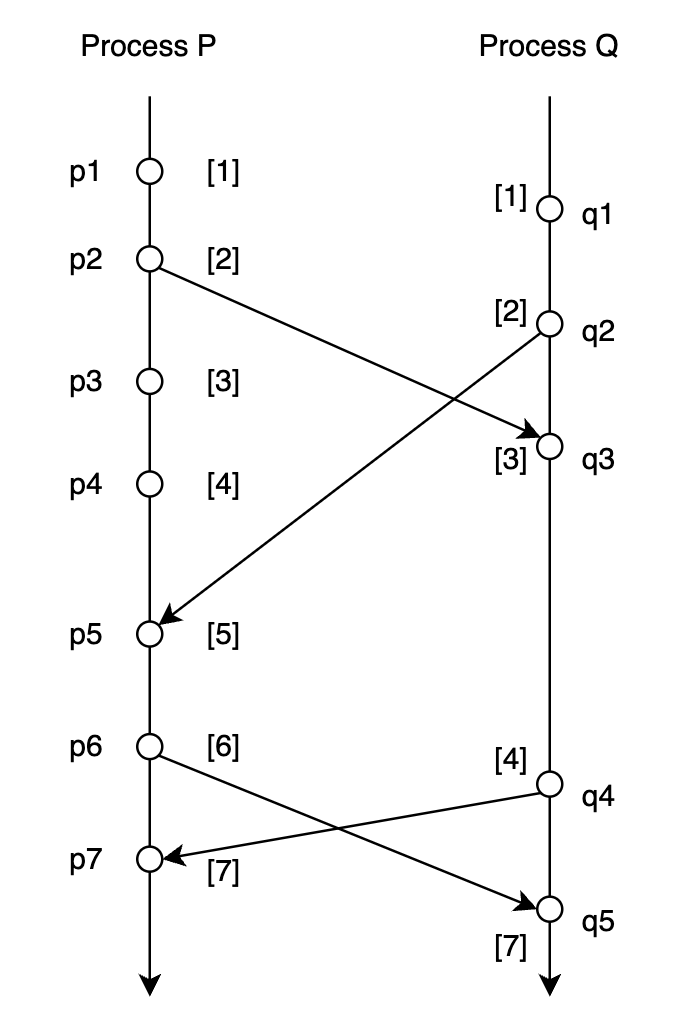 Process P
Process Q
p1 [1]
[1] q1
p2 [2]
[2] q2
p3 [3]
[3] q3
p4 [4]
p5 [5]
p6 [6]
[4] q4
p7 [7]
q5
[7]